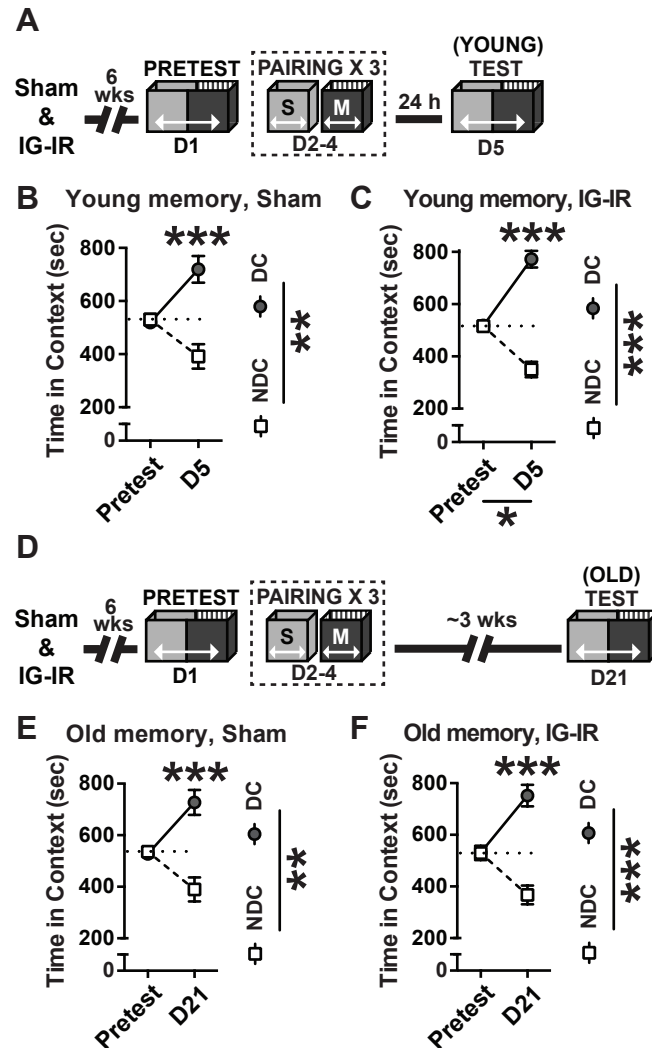 A
Sham
&
IG-IR
6
wks
PRETEST
D1
PAIRING X 3
S
M
D2-4
24 h
(YOUNG)
TEST
D5
B
Young memory, Sham
Time in Context (sec)
800
600
400
200
0
***
Pretest
D5
DC
NDC
**
C
Young memory, IG-IR
Time in Context (sec)
800
600
400
200
0
***
Pretest
D5
*
DC
NDC
***
D
Sham
&
IG-IR
6
wks
PRETEST
D1
PAIRING X 3
S
M
D2-4
~3 wks
(OLD)
TEST
D21
E
Old memory, Sham
Time in Context (sec)
800
600
400
200
0
***
Pretest
D21
DC
NDC
**
F
Old memory, IG-IR
Time in Context (sec)
800
600
400
200
0
***
Pretest
D21
DC
NDC
***